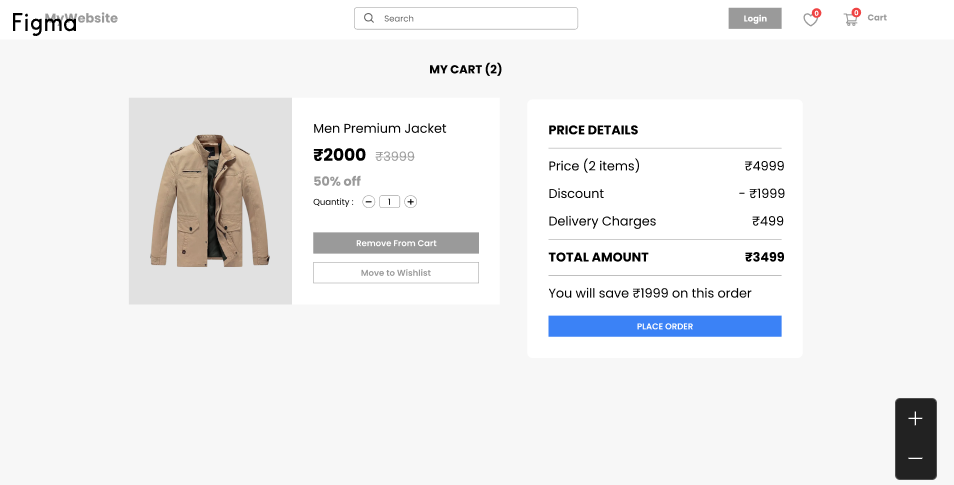 Figma
MyWebsite
Search
Login
0
0
Cart
MY CART (2)
Men Premium Jacket
₹2000 ₹3999
50% off
Quantity : − 1 +
Remove From Cart
Move to Wishlist
PRICE DETAILS
Price (2 items) ₹4999
Discount − ₹1999
Delivery Charges ₹499
TOTAL AMOUNT ₹3499
You will save ₹1999 on this order
PLACE ORDER
+
−